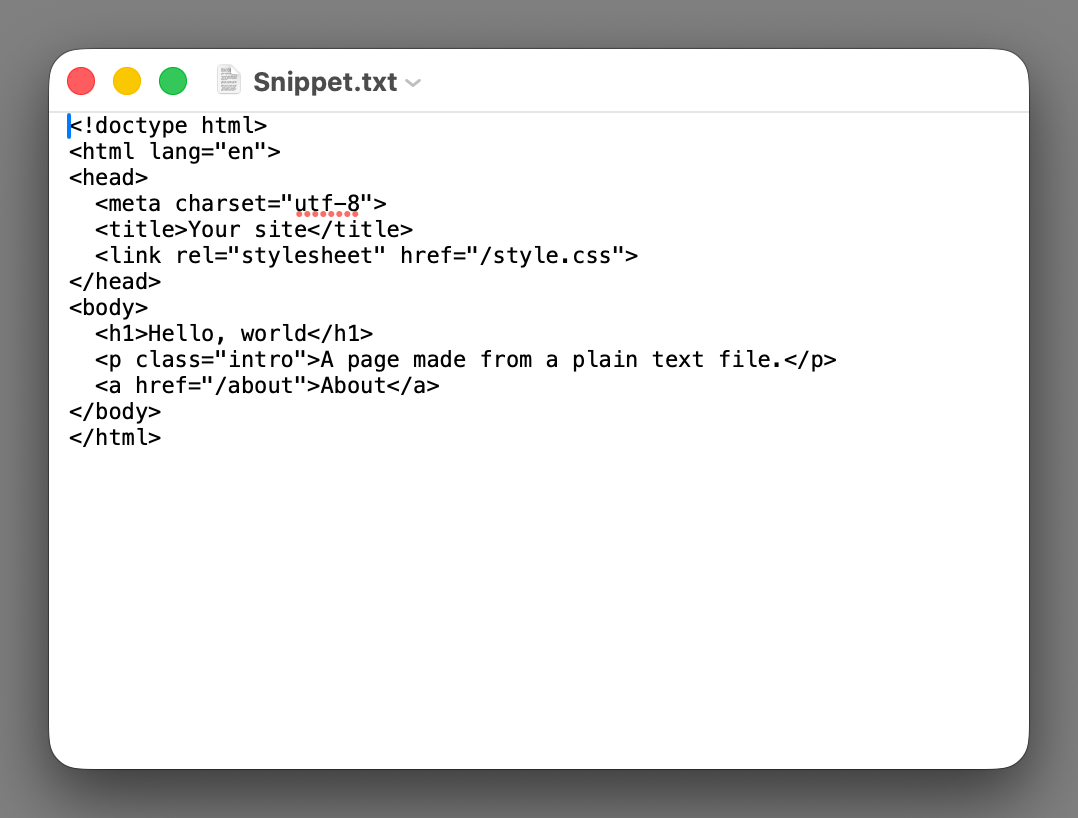 Snippet.txt
<!doctype html>
<html lang="en">
<head>
  <meta charset="utf-8">
  <title>Your site</title>
  <link rel="stylesheet" href="/style.css">
</head>
<body>
  <h1>Hello, world</h1>
  <p class="intro">A page made from a plain text file.</p>
  <a href="/about">About</a>
</body>
</html>